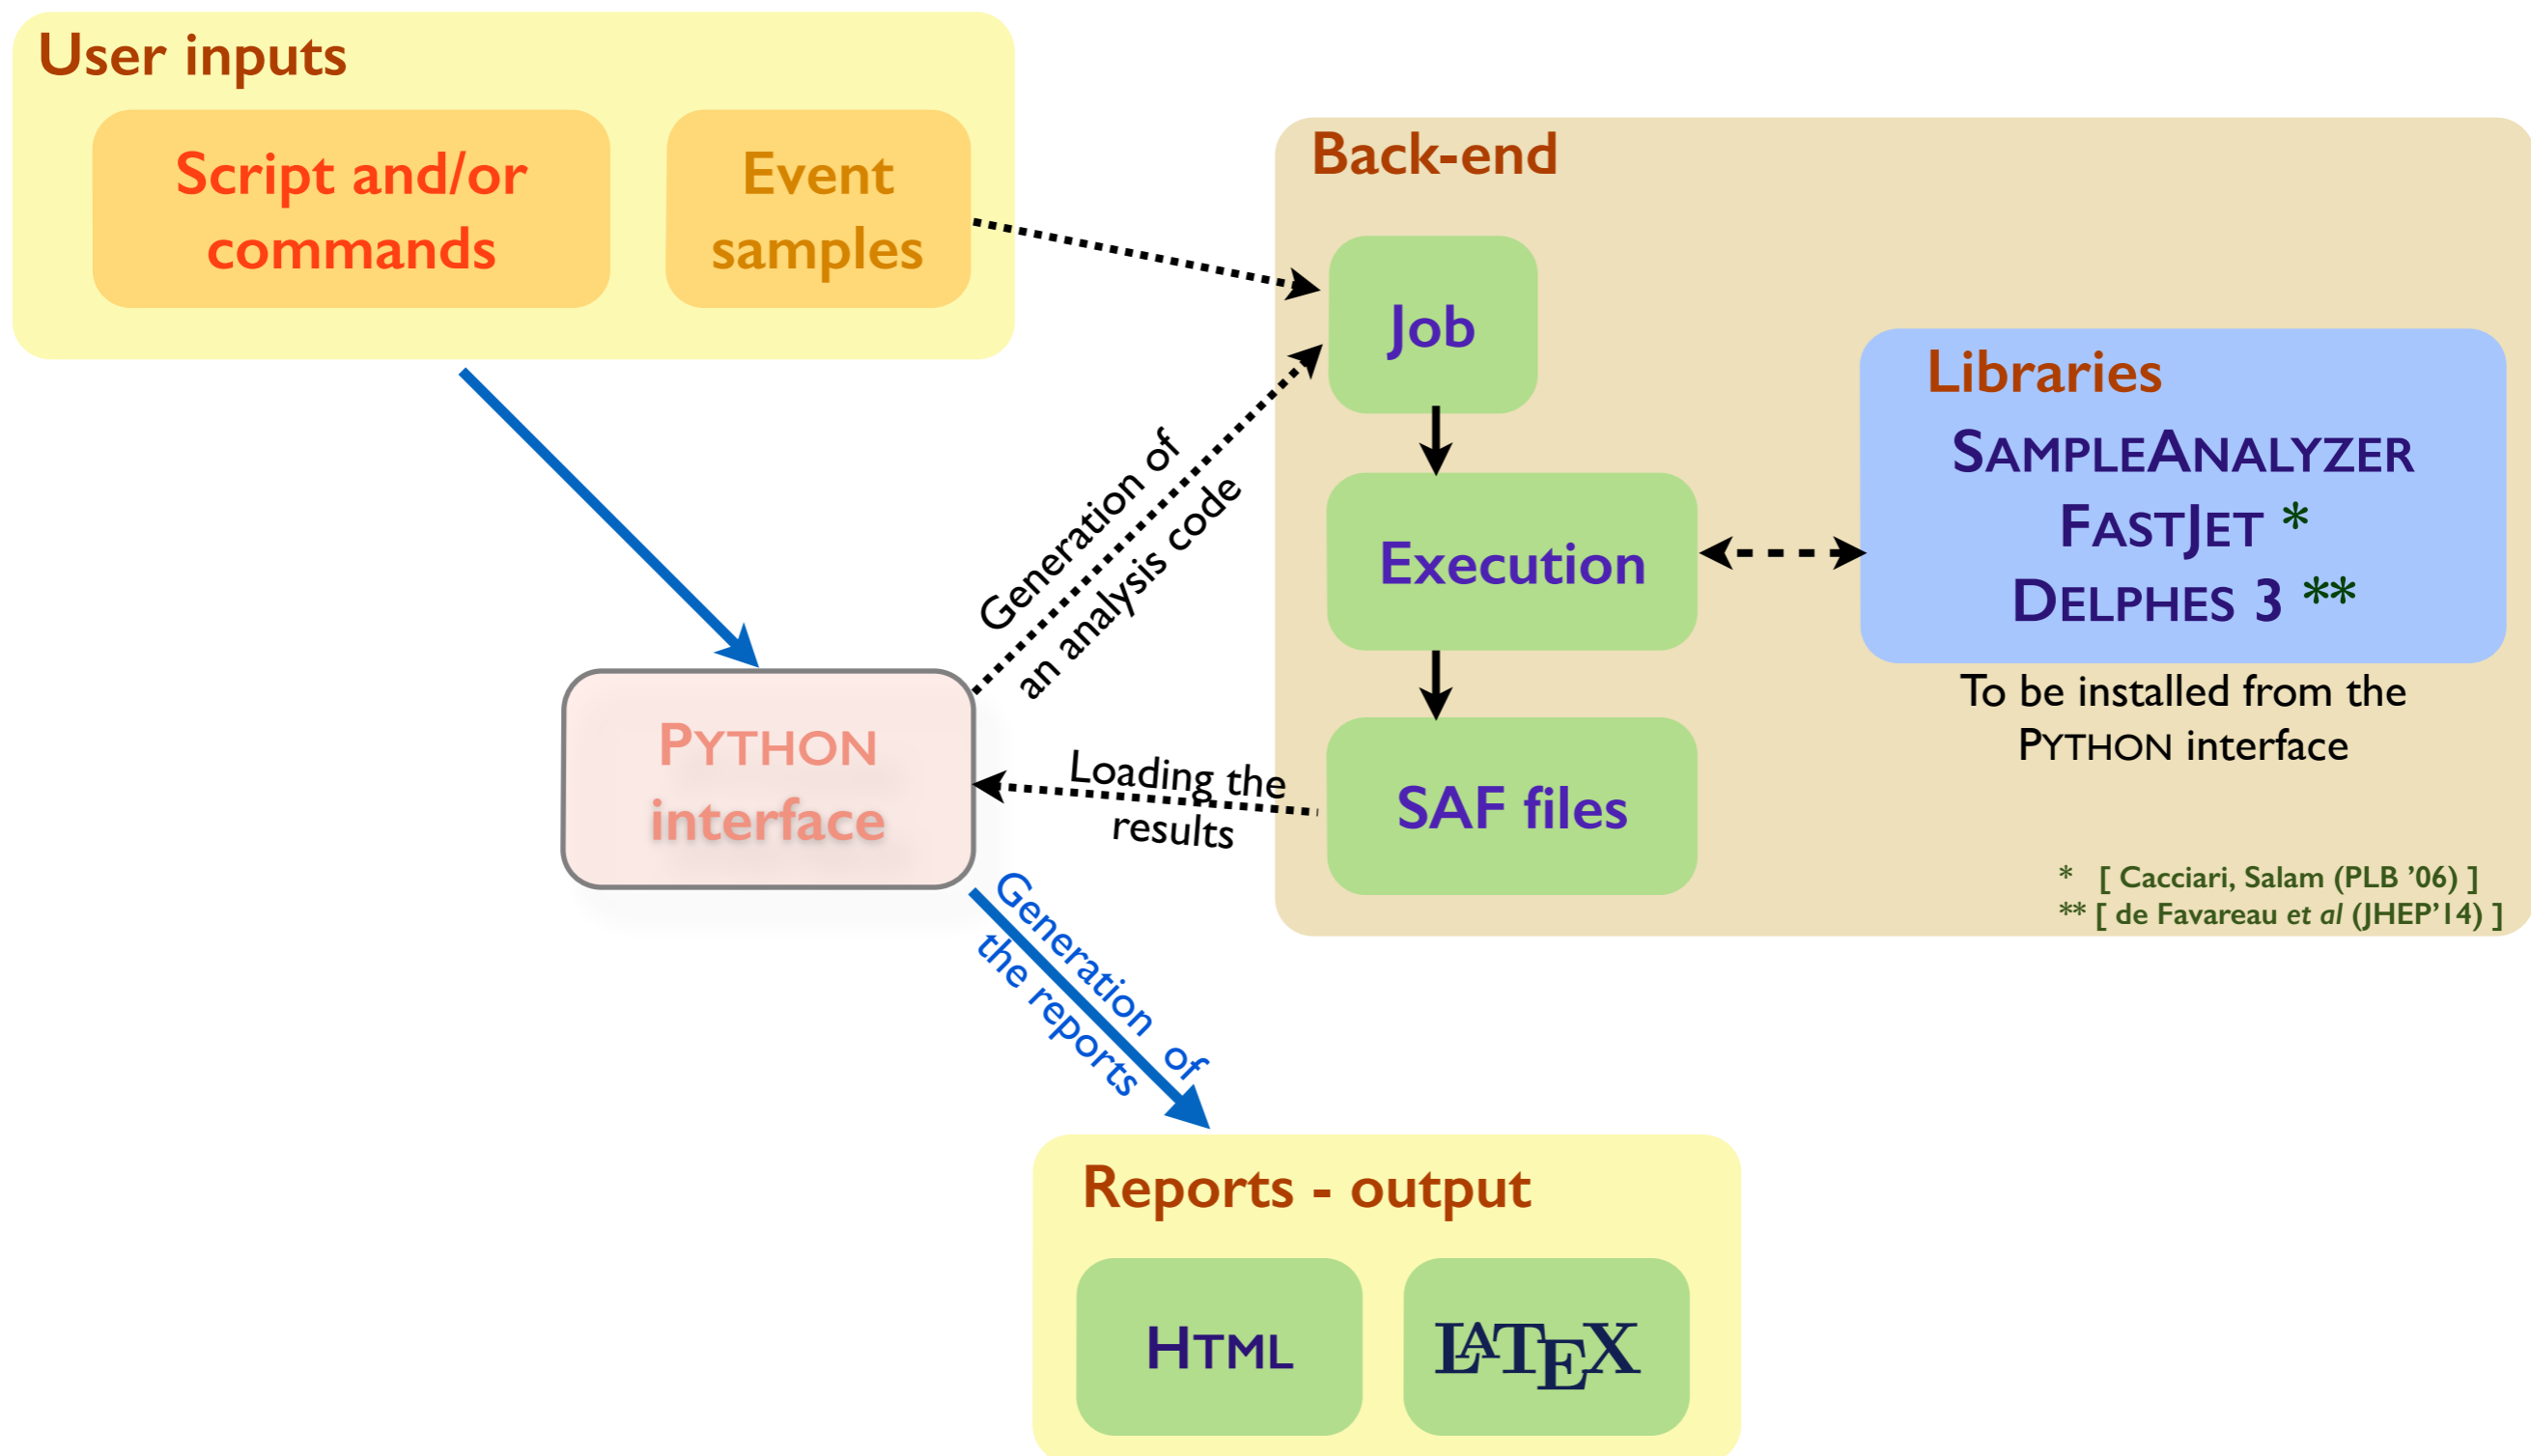 User inputs
Script and/or
commands
Event
samples
Back-end
Job
Execution
SAF files
Libraries
SAMPLEANALYZER
FASTJET *
DELPHES 3 **
To be installed from the
PYTHON interface
* [ Cacciari, Salam (PLB ’06) ]
** [ de Favareau et al (JHEP’14) ]
Generation of
an analysis code
PYTHON
interface
Loading the
results
Generation of
the reports
Reports - output
HTML
LATEX